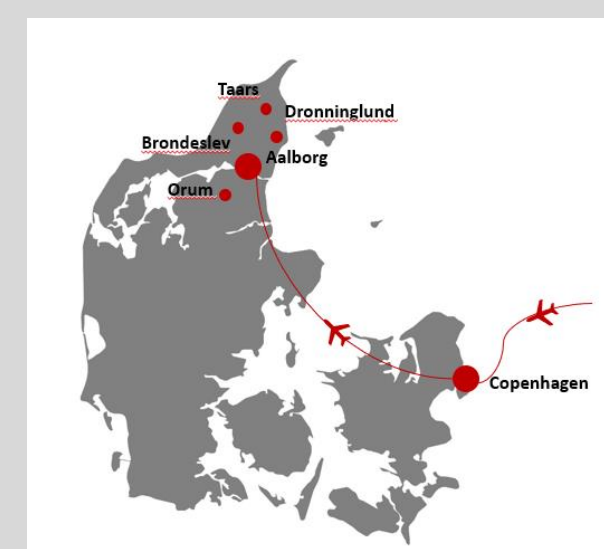 Taars
Dronninglund
Brondeslev
Aalborg
Orum
Copenhagen